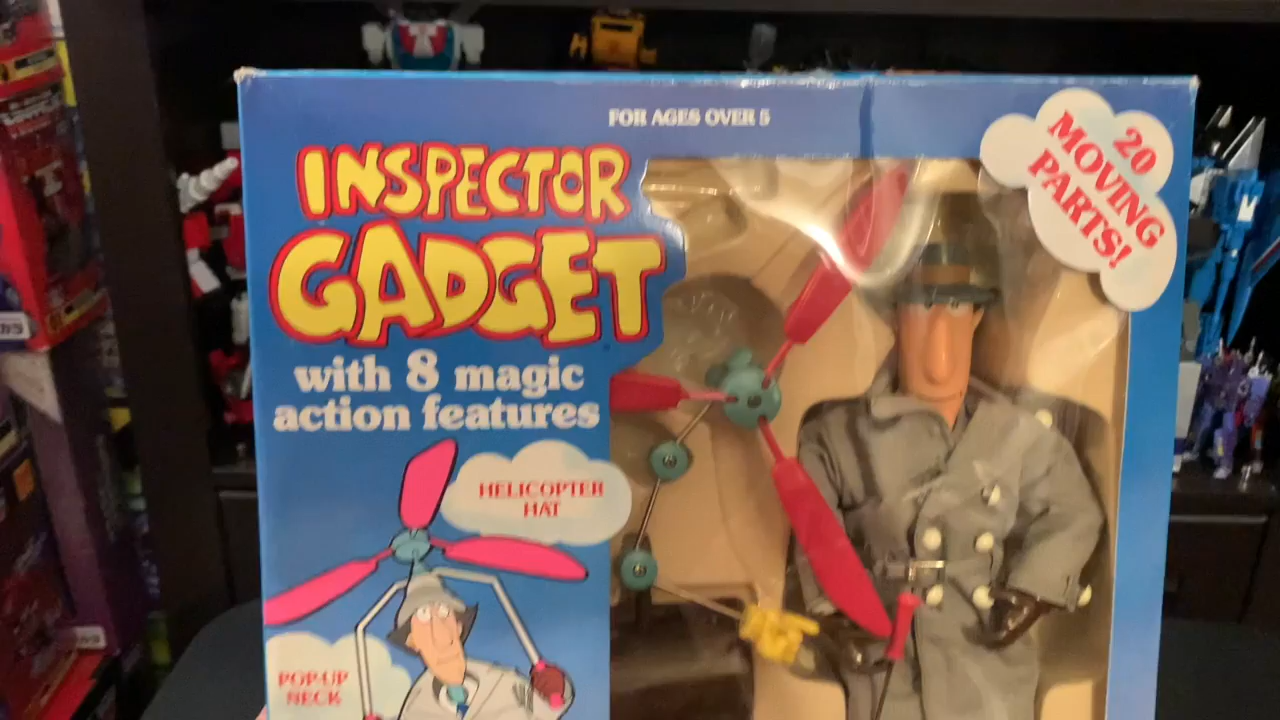 FOR AGES OVER 5
INSPECTOR
GADGET
with 8 magic
action features
20
MOVING
PARTS!
HELICOPTER
HAT
POP-UP
NECK